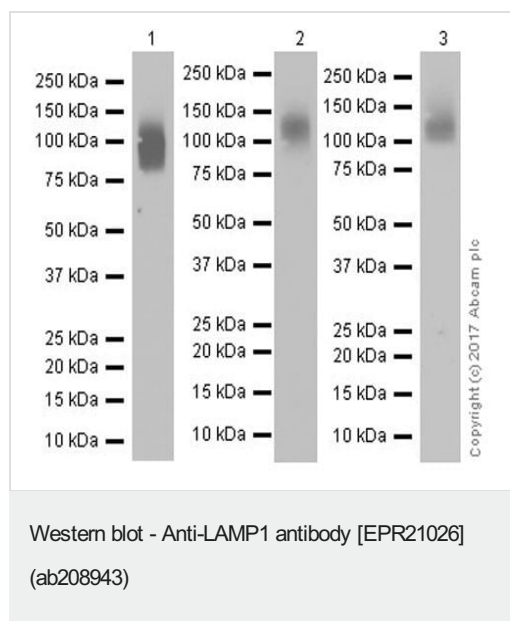 1 2 3
250 kDa 250 kDa 250 kDa
150 kDa 150 kDa 150 kDa
100 kDa 100 kDa 100 kDa
75 kDa 75 kDa 75 kDa
50 kDa 50 kDa 50 kDa
37 kDa 37 kDa 37 kDa
25 kDa 25 kDa 25 kDa
20 kDa 20 kDa 20 kDa
15 kDa 15 kDa 15 kDa
10 kDa 10 kDa 10 kDa
Copyright (c) 2017 Abcam plc
Western blot - Anti-LAMP1 antibody [EPR21026]
(ab208943)